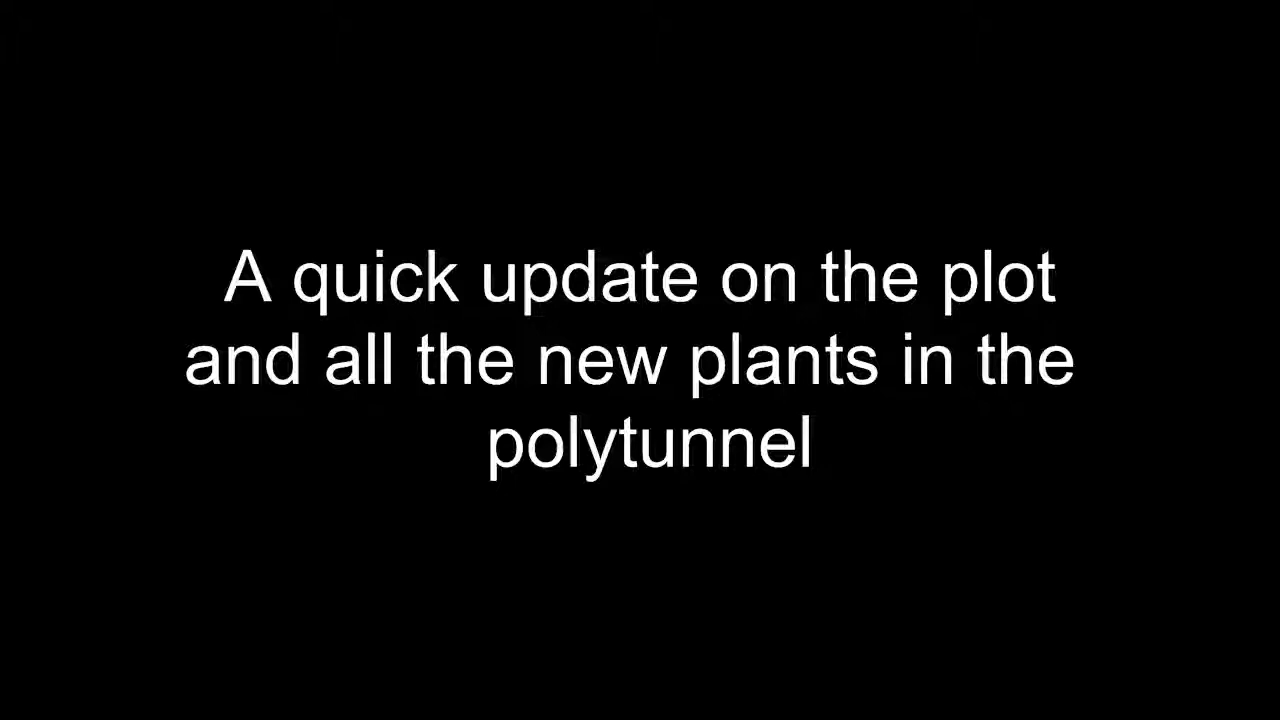 A quick update on the plot
and all the new plants in the
polytunnel